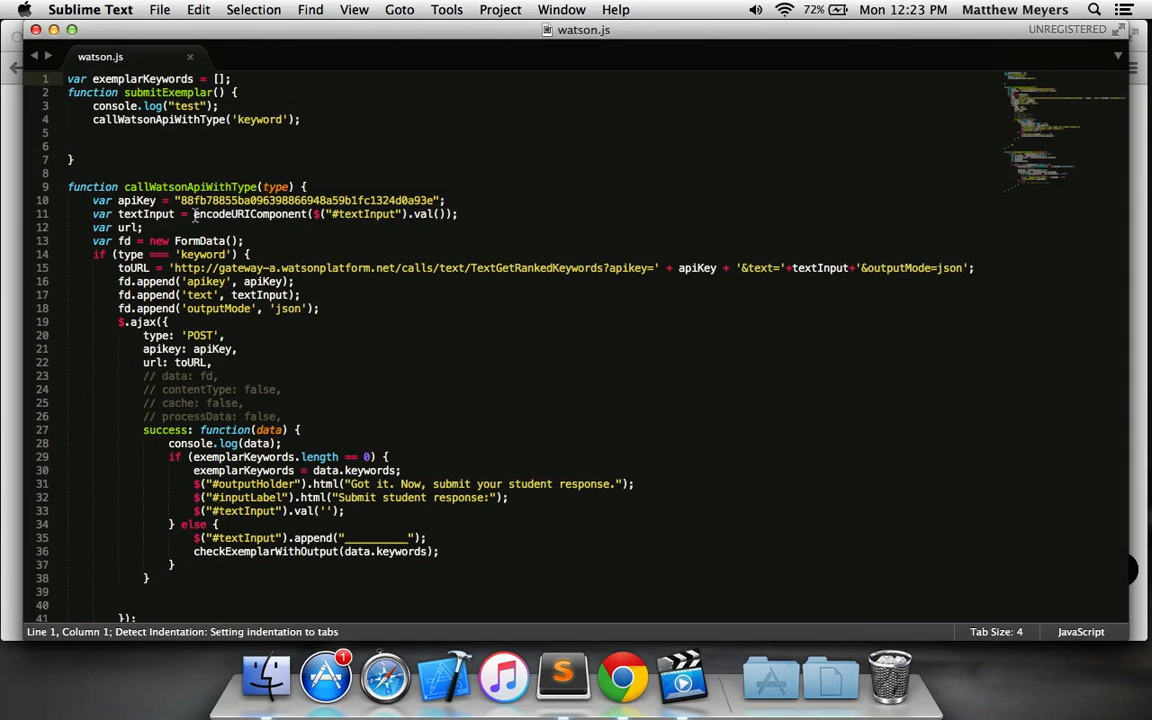 Sublime Text File Edit Selection Find View Goto Tools Project Window Help 72% Mon 12:23 PM Matthew Meyers
watson.js UNREGISTERED
watson.js ×
1 var exemplarKeywords = [];
2 function submitExemplar() {
3 console.log("test");
4 callWatsonApiWithType('keyword');
5
6
7 }
8
9 function callWatsonApiWithType(type) {
10 var apiKey = "88fb78855ba096398866948a59b1fc1324d0a93e";
11 var textInput = encodeURIComponent($("#textInput").val());
12 var url;
13 var fd = new FormData();
14 if (type === 'keyword') {
15 toURL = 'http://gateway-a.watsonplatform.net/calls/text/TextGetRankedKeywords?apikey=' + apiKey + '&text='+textInput+'&outputMode=json';
16 fd.append('apikey', apiKey);
17 fd.append('text', textInput);
18 fd.append('outputMode', 'json');
19 $.ajax({
20 type: 'POST',
21 apikey: apiKey,
22 url: toURL,
23 // data: fd,
24 // contentType: false,
25 // cache: false,
26 // processData: false,
27 success: function(data) {
28 console.log(data);
29 if (exemplarKeywords.length == 0) {
30 exemplarKeywords = data.keywords;
31 $("#outputHolder").html("Got it. Now, submit your student response.");
32 $("#inputLabel").html("Submit student response:");
33 $("#textInput").val('');
34 } else {
35 $("#textInput").append("__________");
36 checkExemplarWithOutput(data.keywords);
37 }
38 }
39
40
41 });
Line 1, Column 1; Detect Indentation: Setting indentation to tabs Tab Size: 4 JavaScript
1